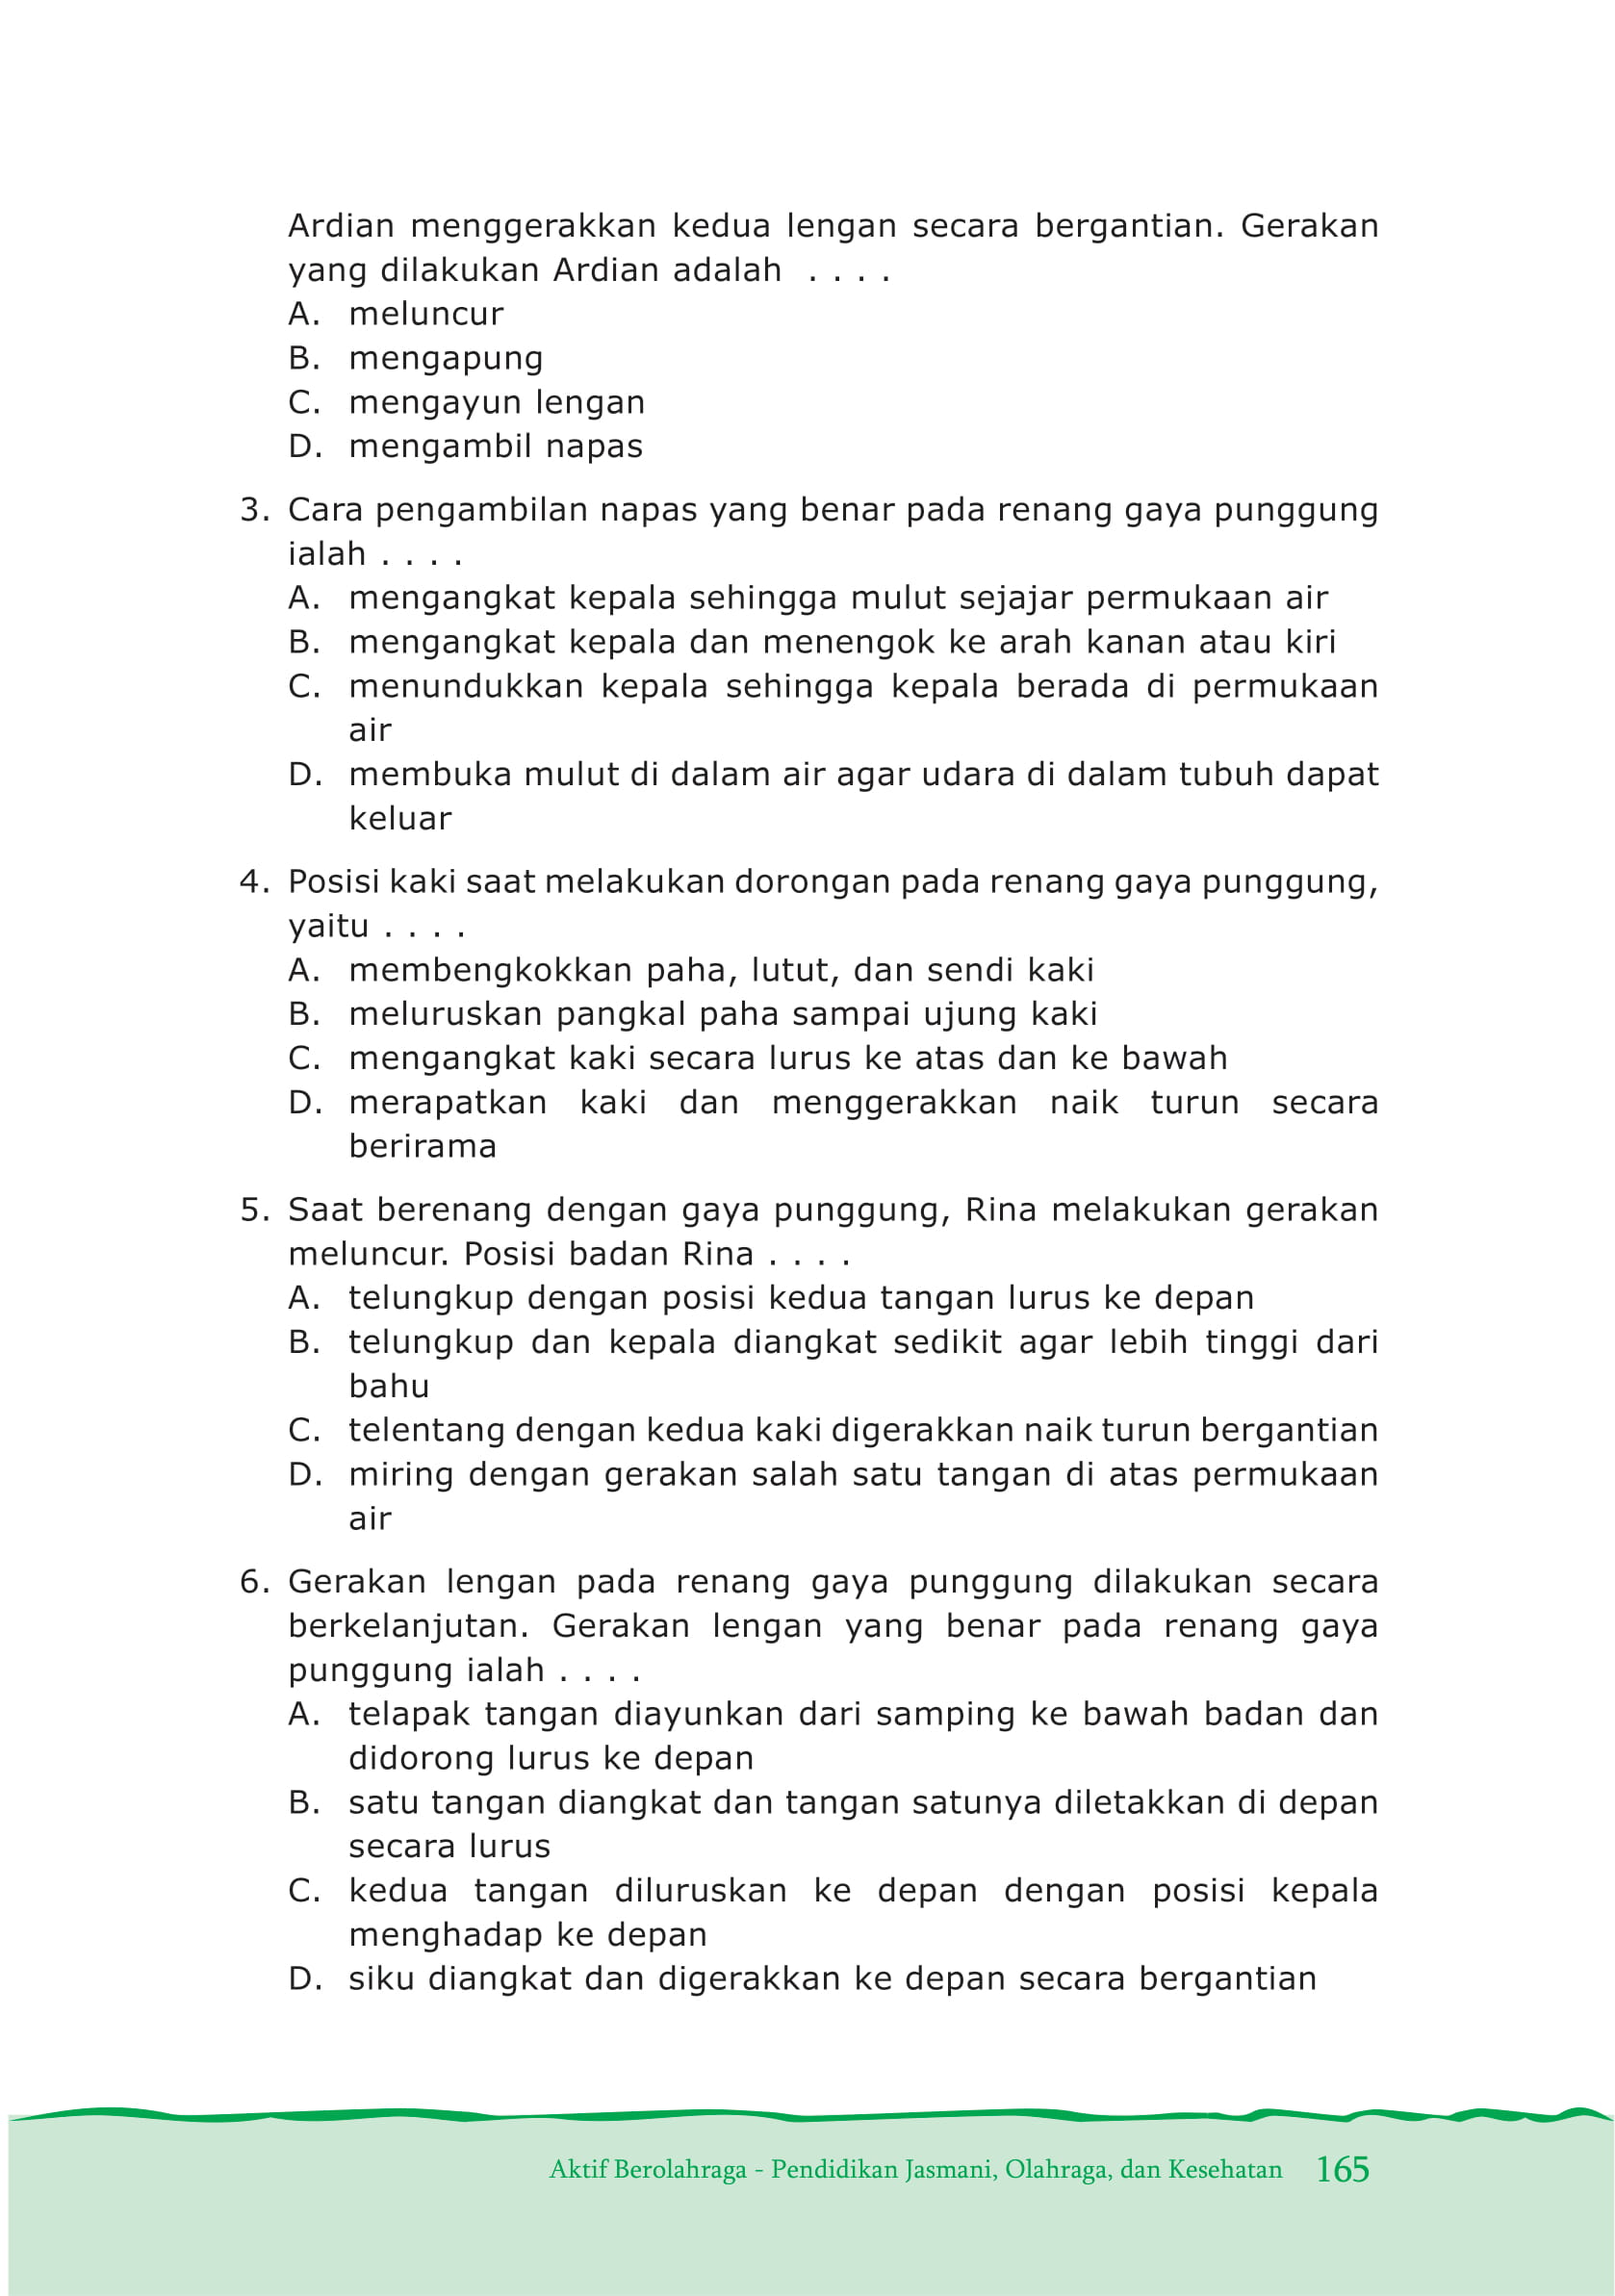 Ardian menggerakkan kedua lengan secara bergantian. Gerakan
yang dilakukan Ardian adalah . . . .
A. meluncur
B. mengapung
C. mengayun lengan
D. mengambil napas
3. Cara pengambilan napas yang benar pada renang gaya punggung
ialah . . . .
A. mengangkat kepala sehingga mulut sejajar permukaan air
B. mengangkat kepala dan menengok ke arah kanan atau kiri
C. menundukkan kepala sehingga kepala berada di permukaan
air
D. membuka mulut di dalam air agar udara di dalam tubuh dapat
keluar
4. Posisi kaki saat melakukan dorongan pada renang gaya punggung,
yaitu . . . .
A. membengkokkan paha, lutut, dan sendi kaki
B. meluruskan pangkal paha sampai ujung kaki
C. mengangkat kaki secara lurus ke atas dan ke bawah
D. merapatkan kaki dan menggerakkan naik turun secara
berirama
5. Saat berenang dengan gaya punggung, Rina melakukan gerakan
meluncur. Posisi badan Rina . . . .
A. telungkup dengan posisi kedua tangan lurus ke depan
B. telungkup dan kepala diangkat sedikit agar lebih tinggi dari
bahu
C. telentang dengan kedua kaki digerakkan naik turun bergantian
D. miring dengan gerakan salah satu tangan di atas permukaan
air
6. Gerakan lengan pada renang gaya punggung dilakukan secara
berkelanjutan. Gerakan lengan yang benar pada renang gaya
punggung ialah . . . .
A. telapak tangan diayunkan dari samping ke bawah badan dan
didorong lurus ke depan
B. satu tangan diangkat dan tangan satunya diletakkan di depan
secara lurus
C. kedua tangan diluruskan ke depan dengan posisi kepala
menghadap ke depan
D. siku diangkat dan digerakkan ke depan secara bergantian
Aktif Berolahraga - Pendidikan Jasmani, Olahraga, dan Kesehatan 165